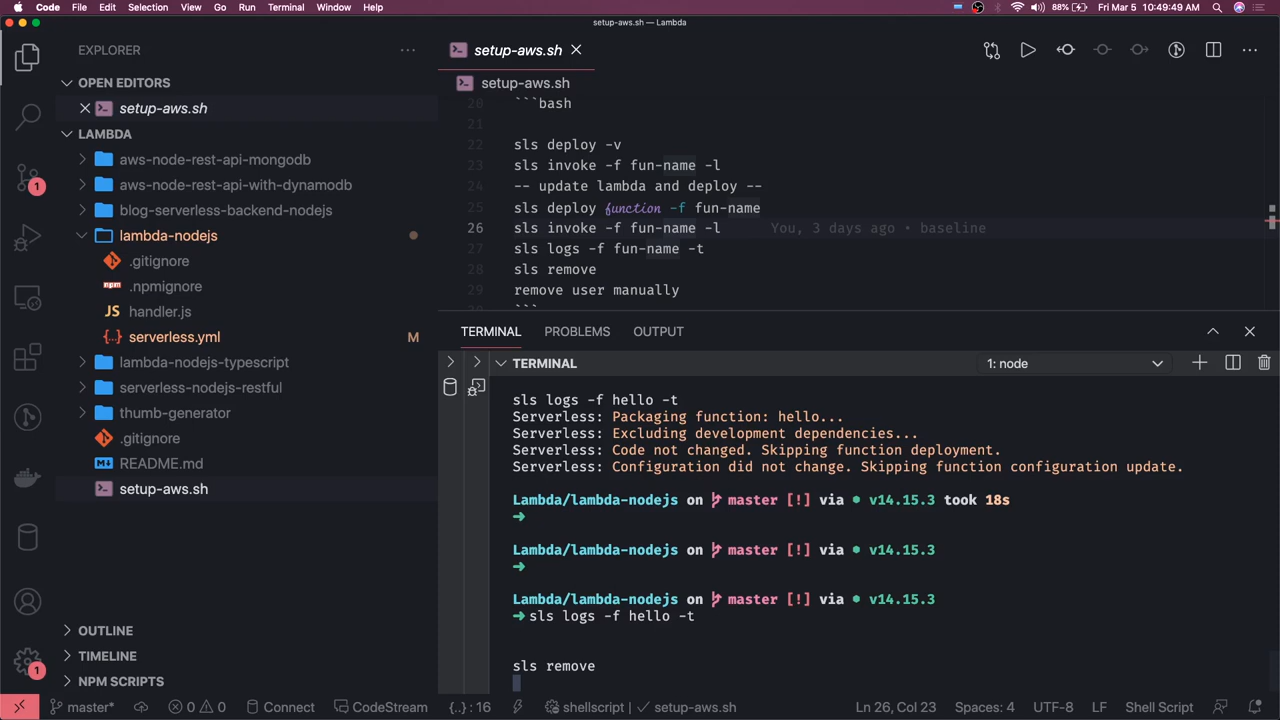 Code File Edit Selection View Go Run Terminal Window Help 88% Fri Mar 5 10:49:49 AM
setup-aws.sh — Lambda
EXPLORER
OPEN EDITORS
setup-aws.sh
LAMBDA
aws-node-rest-api-mongodb
aws-node-rest-api-with-dynamodb
blog-serverless-backend-nodejs
lambda-nodejs
.gitignore
npm .npmignore
JS handler.js
{..} serverless.yml M
lambda-nodejs-typescript
serverless-nodejs-restful
thumb-generator
.gitignore
README.md
setup-aws.sh
OUTLINE
TIMELINE
NPM SCRIPTS
1
1
setup-aws.sh
setup-aws.sh
20 ```bash
21
22 sls deploy -v
23 sls invoke -f fun-name -l
24 -- update lambda and deploy --
25 sls deploy function -f fun-name
26 sls invoke -f fun-name -l You, 3 days ago • baseline
27 sls logs -f fun-name -t
28 sls remove
29 remove user manually
```
TERMINAL PROBLEMS OUTPUT
TERMINAL 1: node
sls logs -f hello -t
Serverless: Packaging function: hello...
Serverless: Excluding development dependencies...
Serverless: Code not changed. Skipping function deployment.
Serverless: Configuration did not change. Skipping function configuration update.
Lambda/lambda-nodejs on master [!] via v14.15.3 took 18s
➜
Lambda/lambda-nodejs on master [!] via v14.15.3
➜
Lambda/lambda-nodejs on master [!] via v14.15.3
➜ sls logs -f hello -t
sls remove
master* 0 0 Connect CodeStream {..} : 16 shellscript | ✓ setup-aws.sh Ln 26, Col 23 Spaces: 4 UTF-8 LF Shell Script